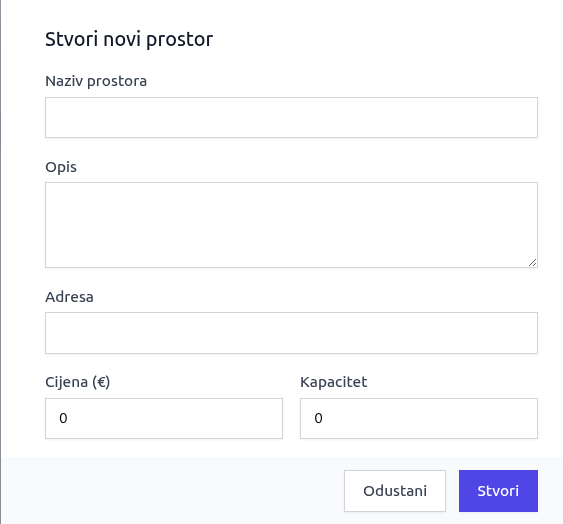 Stvori novi prostor
Naziv prostora
Opis
Adresa
Cijena (€) Kapacitet
0 0
Odustani Stvori